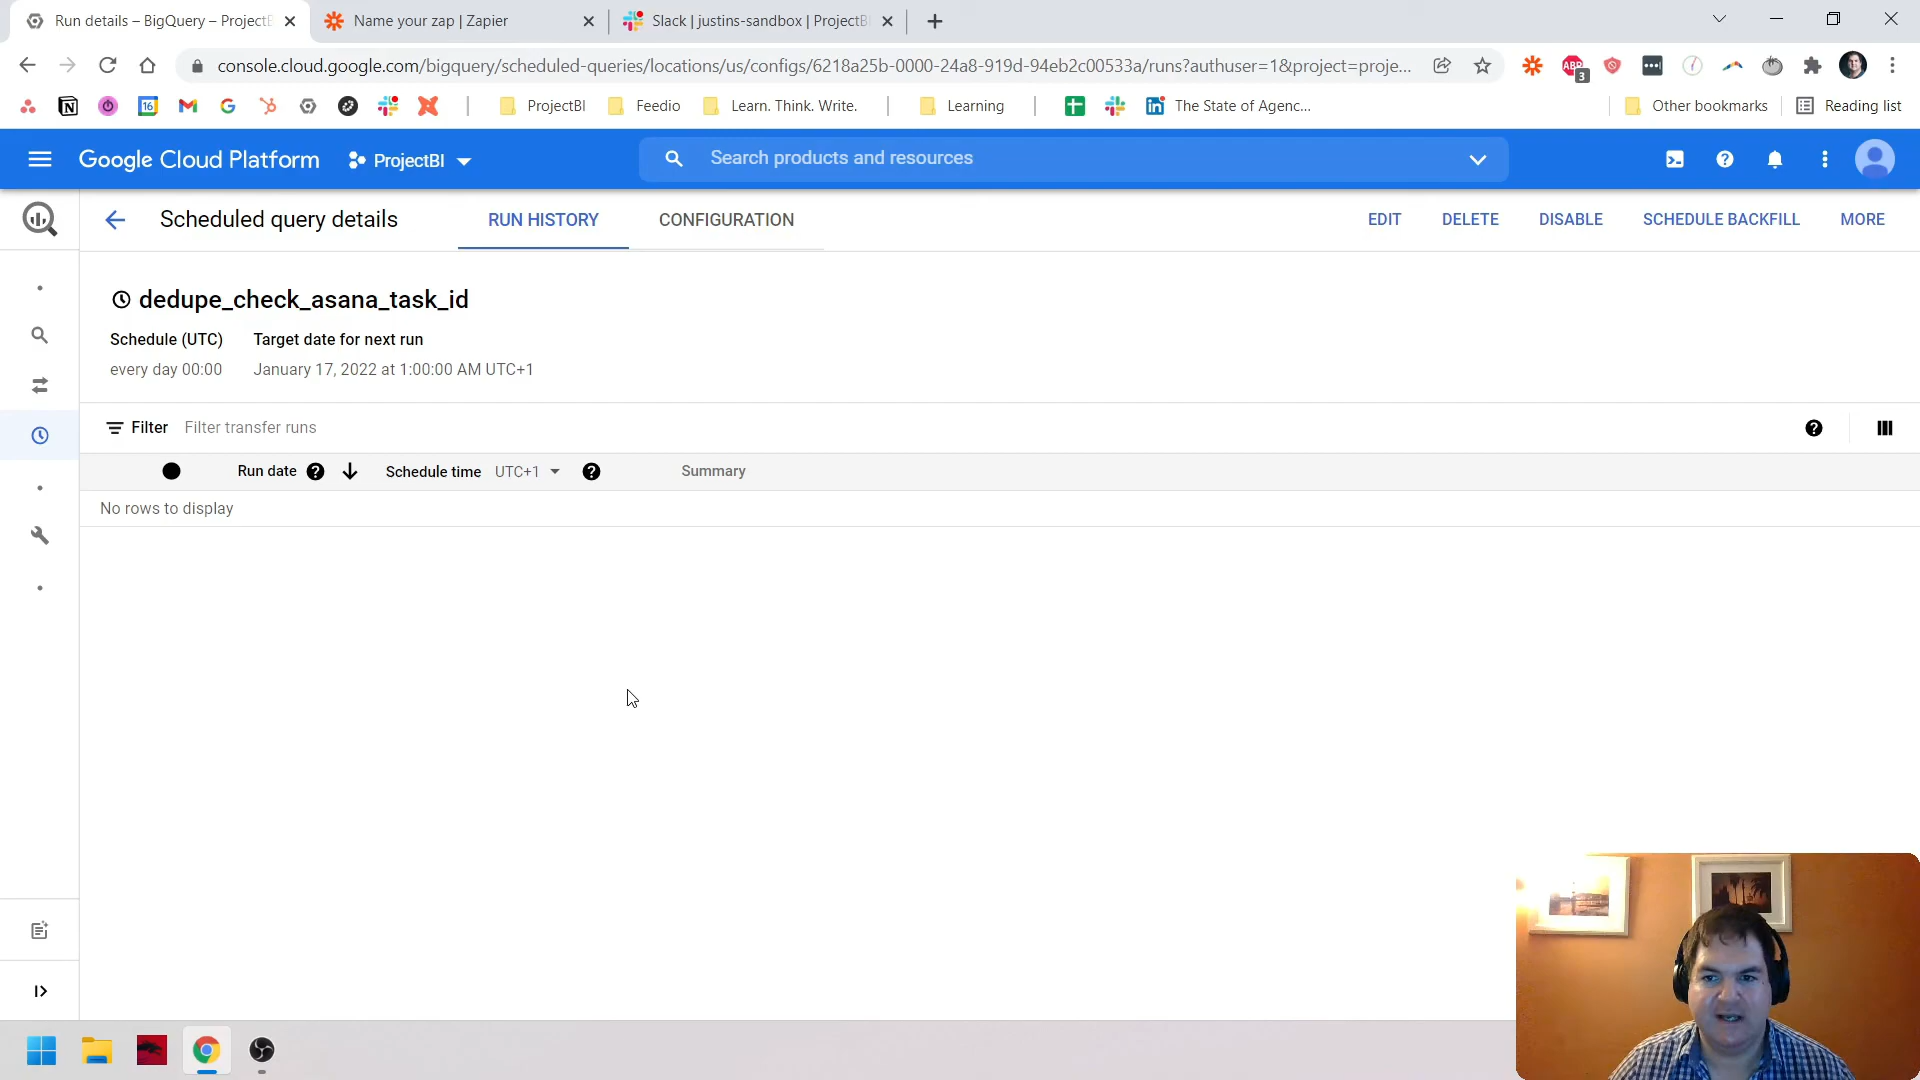 Run details – BigQuery – ProjectB
Name your zap | Zapier
Slack | justins-sandbox | ProjectB
console.cloud.google.com/bigquery/scheduled-queries/locations/us/configs/6218a25b-0000-24a8-919d-94eb2c00533a/runs?authuser=1&project=proje...
ABP
3
16
ProjectBI
Feedio
Learn. Think. Write.
Learning
The State of Agenc...
Other bookmarks
Reading list
Google Cloud Platform
ProjectBI
Search products and resources
Scheduled query details
RUN HISTORY
CONFIGURATION
EDIT
DELETE
DISABLE
SCHEDULE BACKFILL
MORE
dedupe_check_asana_task_id
Schedule (UTC)
Target date for next run
every day 00:00
January 17, 2022 at 1:00:00 AM UTC+1
Filter
Filter transfer runs
Run date
Schedule time
UTC+1
Summary
No rows to display